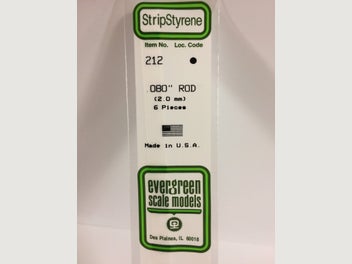 StripStyrene
Item No. Loc. Code
212
.080" ROD
(2.0 mm)
6 Pieces
Made in U.S.A.
evergreen
scale models
Des Plaines, IL 60018